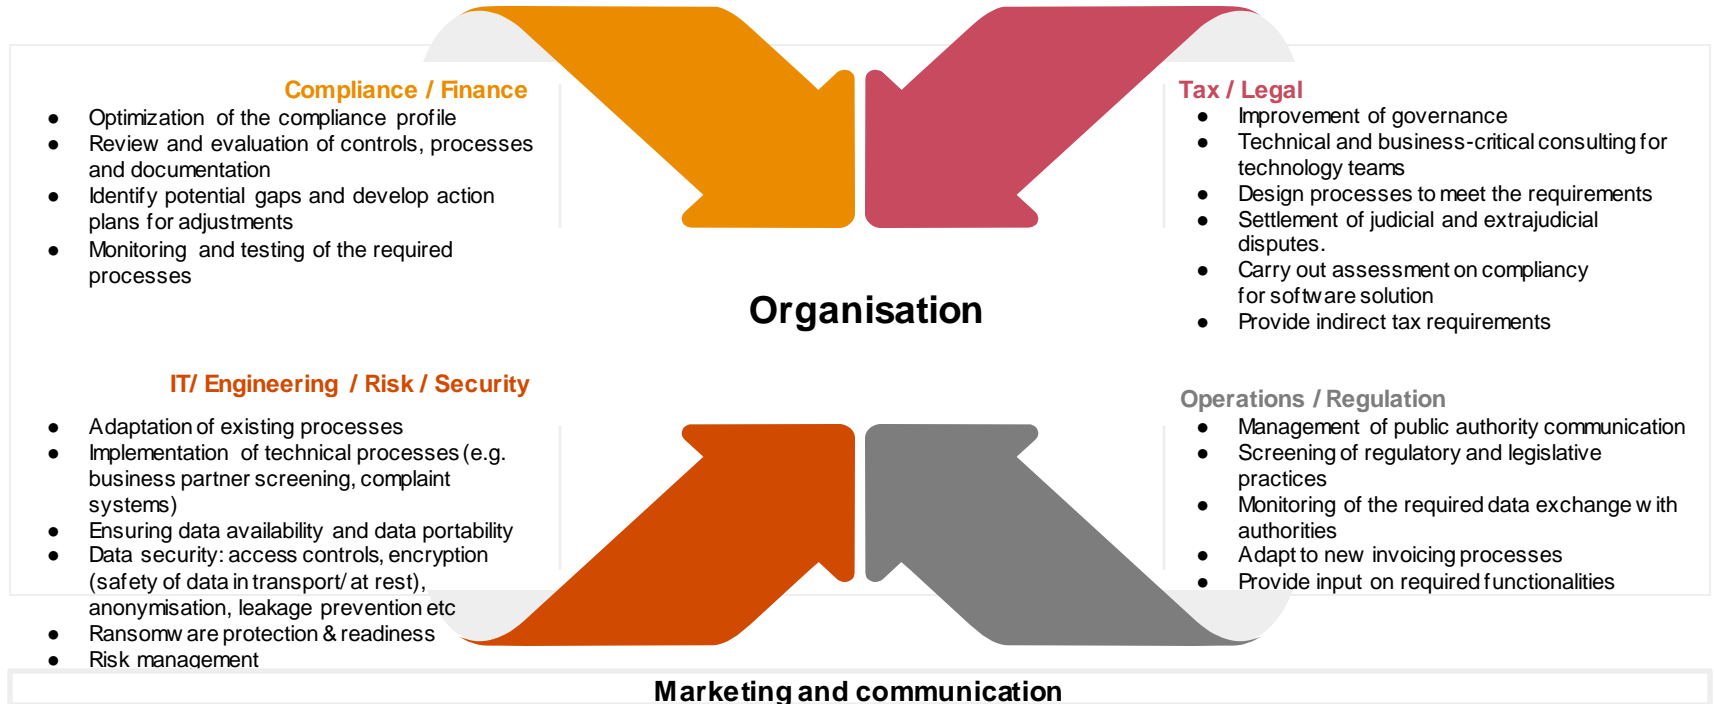 Compliance / Finance
● Optimization of the compliance profile
● Review and evaluation of controls, processes
and documentation
● Identify potential gaps and develop action
plans for adjustments
● Monitoring and testing of the required
processes
Tax / Legal
● Improvement of governance
● Technical and business-critical consulting for
technology teams
● Design processes to meet the requirements
● Settlement of judicial and extrajudicial
disputes.
● Carry out assessment on compliancy
for software solution
● Provide indirect tax requirements
Organisation
IT/ Engineering / Risk / Security
● Adaptation of existing processes
● Implementation of technical processes (e.g.
business partner screening, complaint
systems)
● Ensuring data availability and data portability
● Data security: access controls, encryption
(safety of data in transport/ at rest),
anonymisation, leakage prevention etc
● Ransomware protection & readiness
● Risk management
Operations / Regulation
● Management of public authority communication
● Screening of regulatory and legislative
practices
● Monitoring of the required data exchange with
authorities
● Adapt to new invoicing processes
● Provide input on required functionalities
Marketing and communication